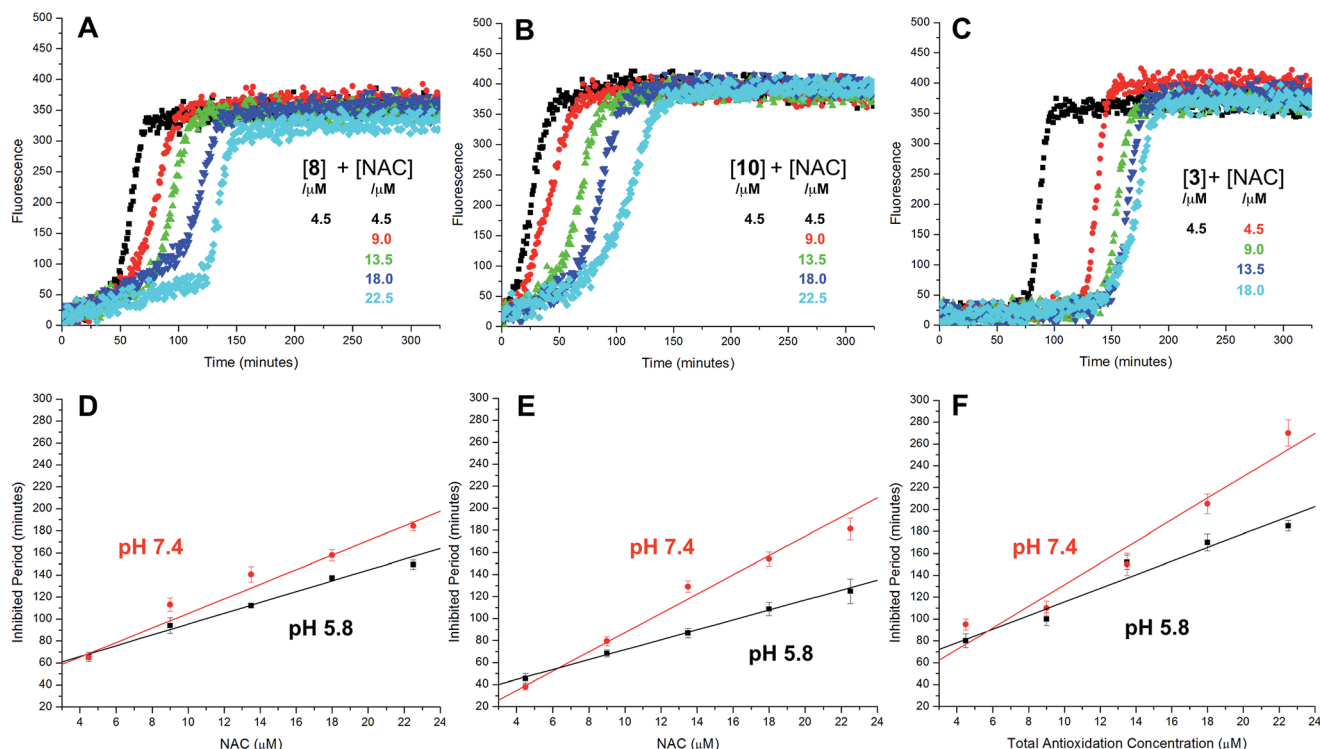 A
500
450
400
350
300
250
200
150
100
50
0
Fluorescence
[8] + [NAC]
/μM /μM
4.5 4.5
9.0
13.5
18.0
22.5
0 50 100 150 200 250 300
Time (minutes)
B
500
450
400
350
300
250
200
150
100
50
0
Fluorescence
[10] + [NAC]
/μM /μM
4.5 4.5
9.0
13.5
18.0
22.5
0 50 100 150 200 250 300
Time (minutes)
C
500
450
400
350
300
250
200
150
100
50
0
Fluorescence
[3]+ [NAC]
/μM /μM
4.5 4.5
9.0
13.5
18.0
0 50 100 150 200 250 300
Time (minutes)
D
300
280
260
240
220
200
180
160
140
120
100
80
60
40
20
0
Inhibited Period (minutes)
pH 7.4
pH 5.8
4 6 8 10 12 14 16 18 20 22 24
NAC (μM)
E
300
280
260
240
220
200
180
160
140
120
100
80
60
40
20
0
Inhibited Period (minutes)
pH 7.4
pH 5.8
4 6 8 10 12 14 16 18 20 22 24
NAC (μM)
F
300
280
260
240
220
200
180
160
140
120
100
80
60
40
20
0
Inhibited Period (minutes)
pH 7.4
pH 5.8
4 6 8 10 12 14 16 18 20 22 24
Total Antioxidation Concentration (μM)